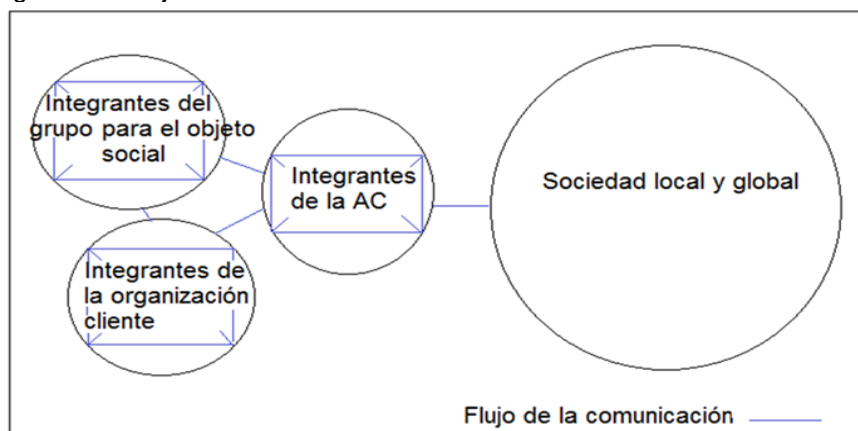 Integrantes del
grupo para el objeto
social
Integrantes
de la AC
Sociedad local y global
Integrantes de
la organización
cliente
Flujo de la comunicación